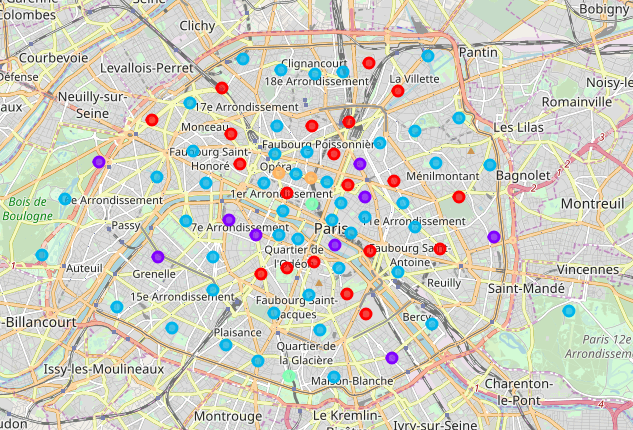 Bobigny
Colombes
Seine
Clichy
Courbevoie
Pantin
Levallois-Perret
Clignancourt
Défense
La Villette
18e Arrondissement
Noisy-le
Neuilly-sur-
Seine
Romainville
aux
17e Arrondissement
Monceau
Les Lilas
Faubourg Poissonnière
Faubourg Saint-
Honoré
Opéra
Ménilmontant
Bagnolet
1er Arrondissement
Bois de
Boulogne
6e Arrondissement
Montreuil
Passy
7e Arrondissement
Paris
11e Arrondissement
Quartier de
l'Odéon
Faubourg Saint-
Antoine
Auteuil
Grenelle
Vincennes
Reuilly
Saint-Mandé
15e Arrondissement
Faubourg Saint-
Jacques
-Billancourt
Bercy
Plaisance
Paris 12e
Arrondissement
Quartier de
la Glacière
Issy-les-Moulineaux
Maison-Blanche
Charenton-
le-Pont
4
Montrouge
Le Kremlin-
Ivry-sur-Seine
udon